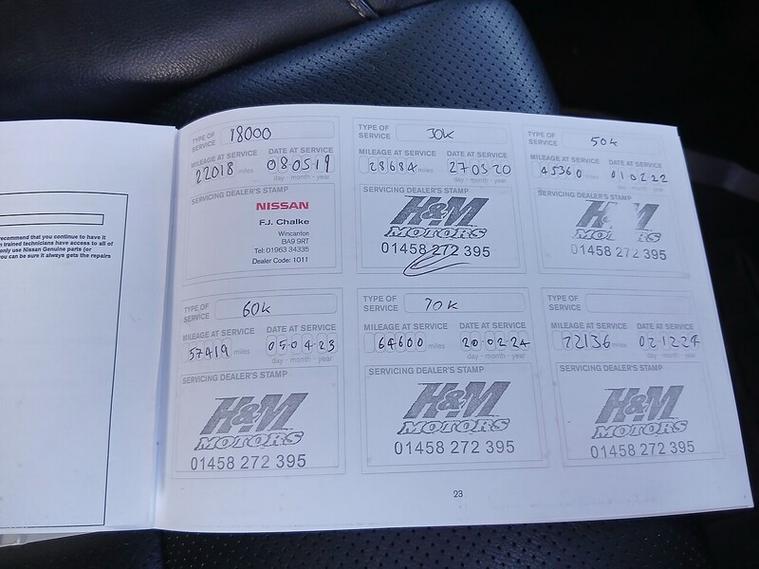 recommend that you continue to have it
n trained technicians have access to all of
only use Nissan Genuine parts (or
you can be sure it always gets the repairs
TYPE OF SERVICE 18000
MILEAGE AT SERVICE DATE AT SERVICE
22018 miles 080519
day - month - year
SERVICING DEALER'S STAMP
NISSAN
F.J. Chalke
Wincanton
BA9 9RT
Tel: 01963 34335
Dealer Code: 1011
TYPE OF SERVICE 30k
MILEAGE AT SERVICE DATE AT SERVICE
28684 miles 270520
day - month - year
SERVICING DEALER'S STAMP
H&M
MOTORS
01458 272 395
TYPE OF SERVICE 50k
MILEAGE AT SERVICE DATE AT SERVICE
45360 miles 010222
day - month - year
SERVICING DEALER'S STAMP
H&M
MOTORS
01458 272 395
TYPE OF SERVICE 60k
MILEAGE AT SERVICE DATE AT SERVICE
57419 miles 050423
day - month - year
SERVICING DEALER'S STAMP
H&M
MOTORS
01458 272 395
TYPE OF SERVICE 70k
MILEAGE AT SERVICE DATE AT SERVICE
64600 miles 200224
day - month - year
SERVICING DEALER'S STAMP
H&M
MOTORS
01458 272 395
TYPE OF SERVICE
MILEAGE AT SERVICE DATE AT SERVICE
72136 miles 021224
day - month - year
SERVICING DEALER'S STAMP
H&M
MOTORS
01458 272 395
23